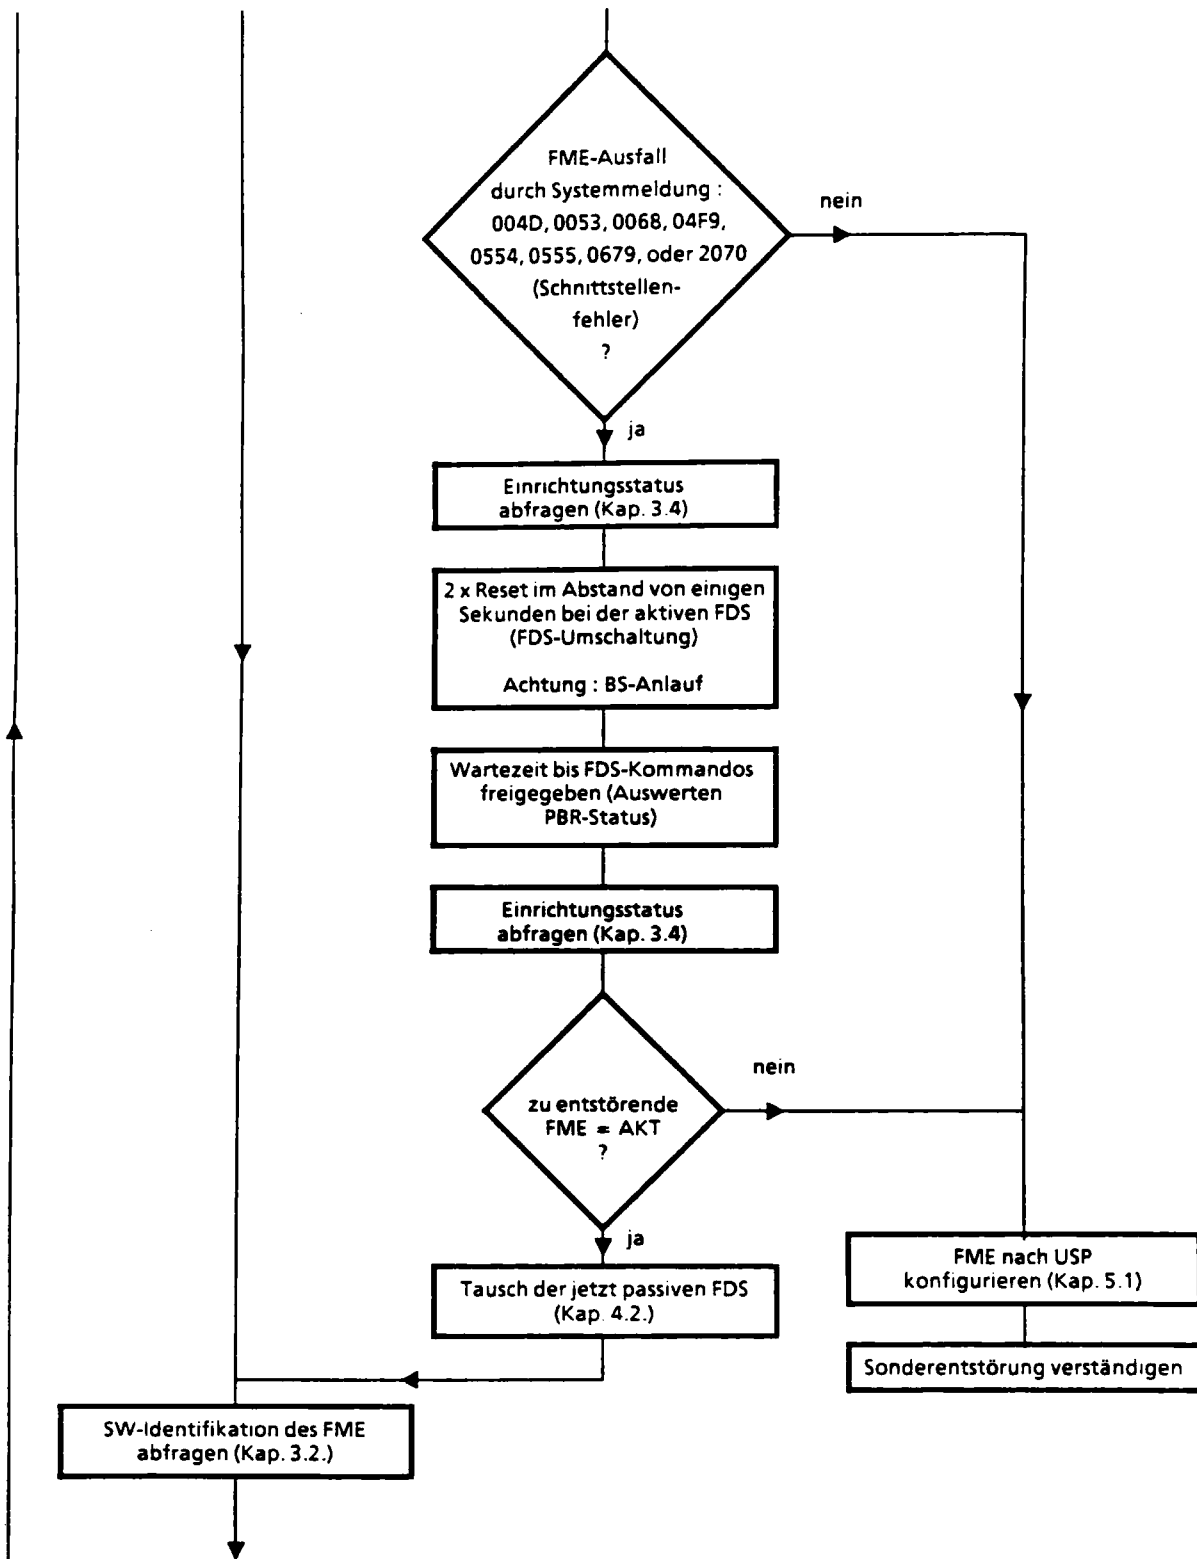 FME-Ausfall
durch Systemmeldung :
004D, 0053, 0068, 04F9,
0554, 0555, 0679, oder 2070
(Schnittstellen-
fehler)
?
nein
ja
Einrichtungsstatus
abfragen (Kap. 3.4)
2 x Reset im Abstand von einigen
Sekunden bei der aktiven FDS
(FDS-Umschaltung)
Achtung : BS-Anlauf
Wartezeit bis FDS-Kommandos
freigegeben (Auswerten
PBR-Status)
Einrichtungsstatus
abfragen (Kap. 3.4)
nein
zu entstörende
FME = AKT
?
ja
Tausch der jetzt passiven FDS
(Kap. 4.2.)
FME nach USP
konfigurieren (Kap. 5.1)
Sonderentstörung verständigen
SW-Identifikation des FME
abfragen (Kap. 3.2.)